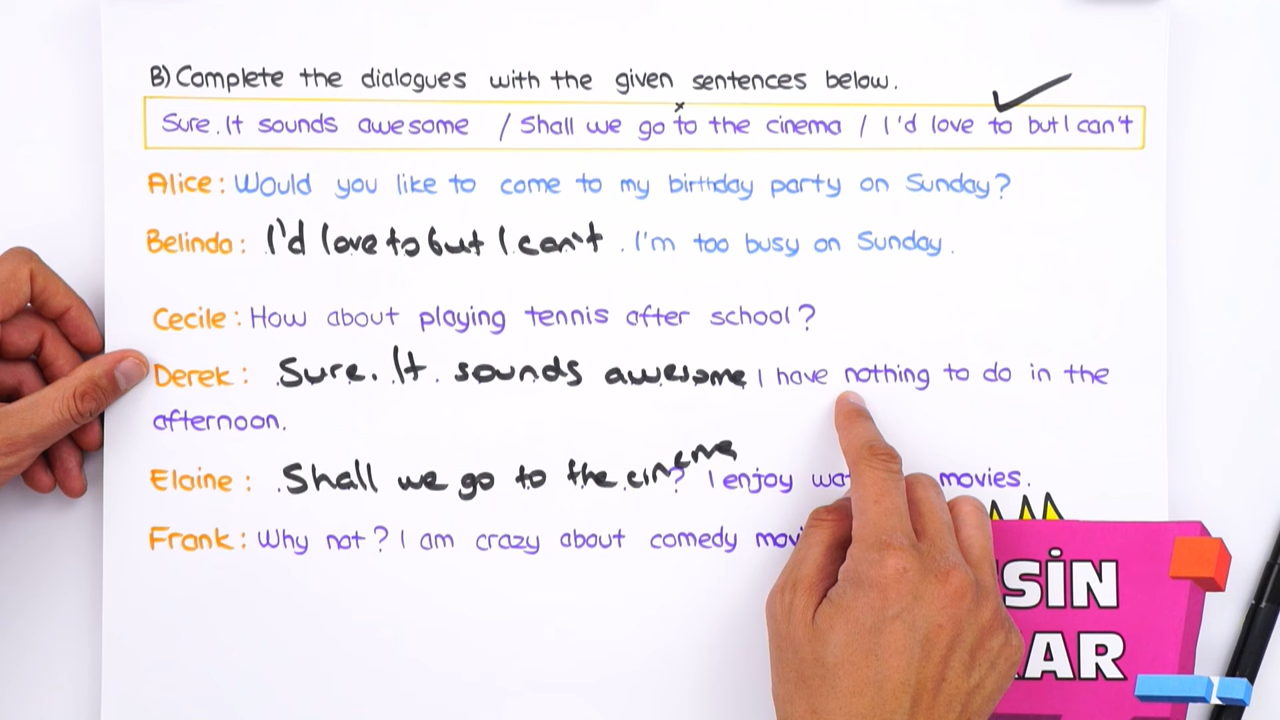 B) Complete the dialogues with the given sentences below.
Sure. It sounds awesome / Shall we go to the cinema / I'd love to but I can't
Alice: Would you like to come to my birthday party on Sunday?
Belinda: I'd love to but I can't. I'm too busy on Sunday.
Cecile: How about playing tennis after school?
Derek: Sure. It sounds awesome I have nothing to do in the
afternoon.
Elaine: Shall we go to the cinema? I enjoy movies.
Frank: Why not? I am crazy about comedy